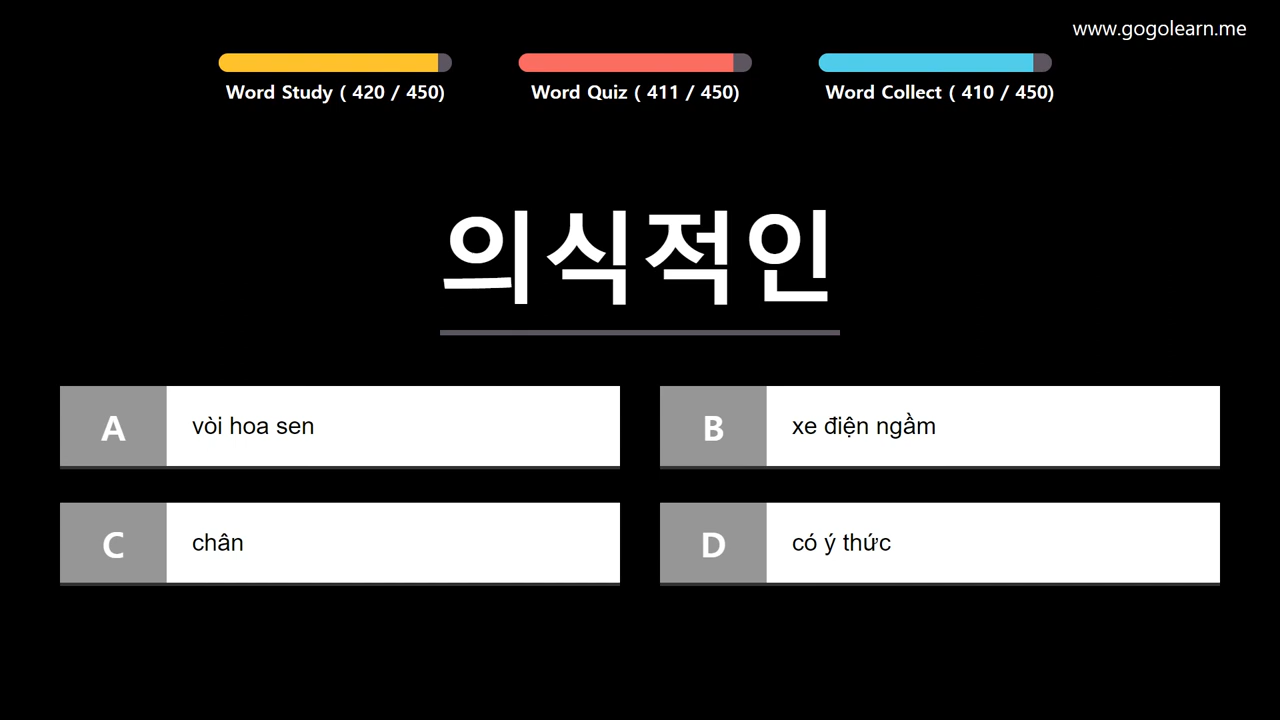 www.gogolearn.me
Word Study ( 420 / 450)
Word Quiz ( 411 / 450)
Word Collect ( 410 / 450)
의식적인
A vòi hoa sen
B xe điện ngầm
C chân
D có ý thức